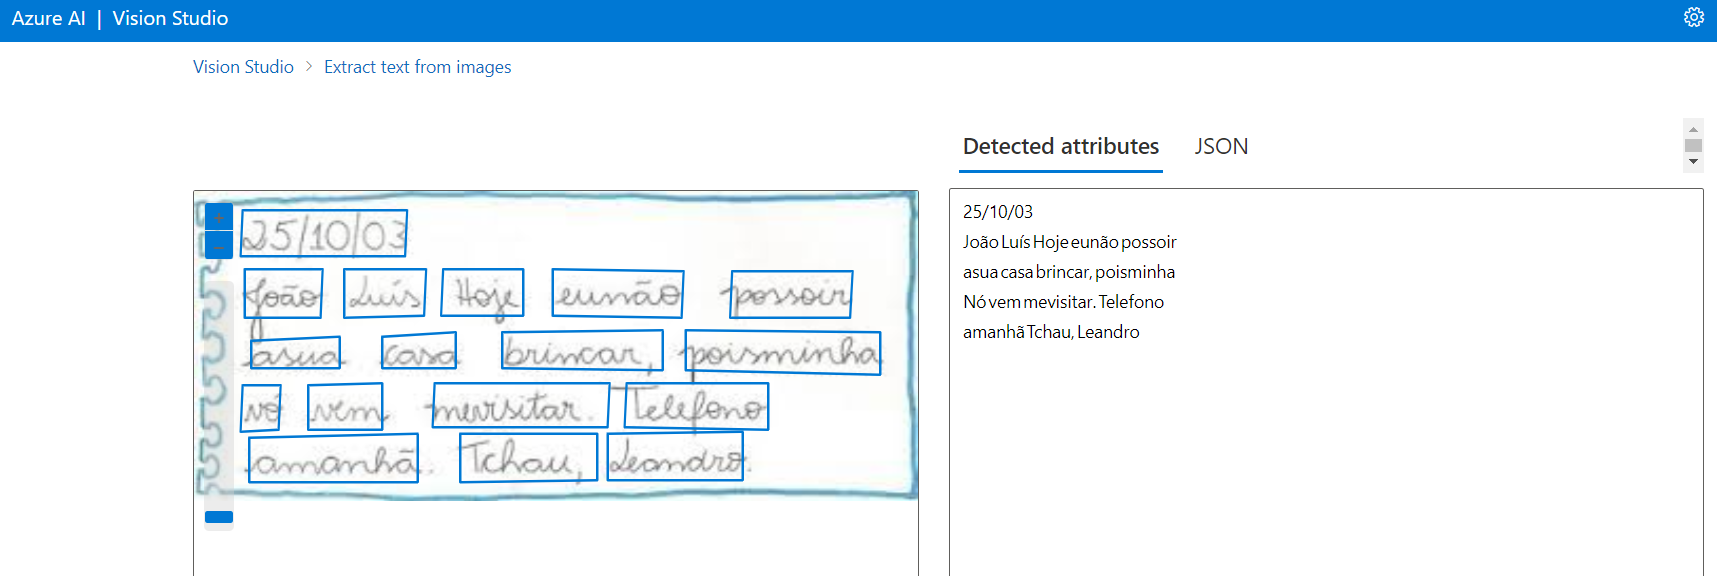 Azure AI | Vision Studio
Vision Studio > Extract text from images
Detected attributes JSON
25/10/03
João Luís Hoje eunão possoir
asua casa brincar, poisminha
vó vem mevisitar. Telefono
amanhã. Tchau, Leandro.
25/10/03
João Luís Hoje eunão possoir
asua casa brincar, poisminha
Nó vem mevisitar. Telefono
amanhã Tchau, Leandro